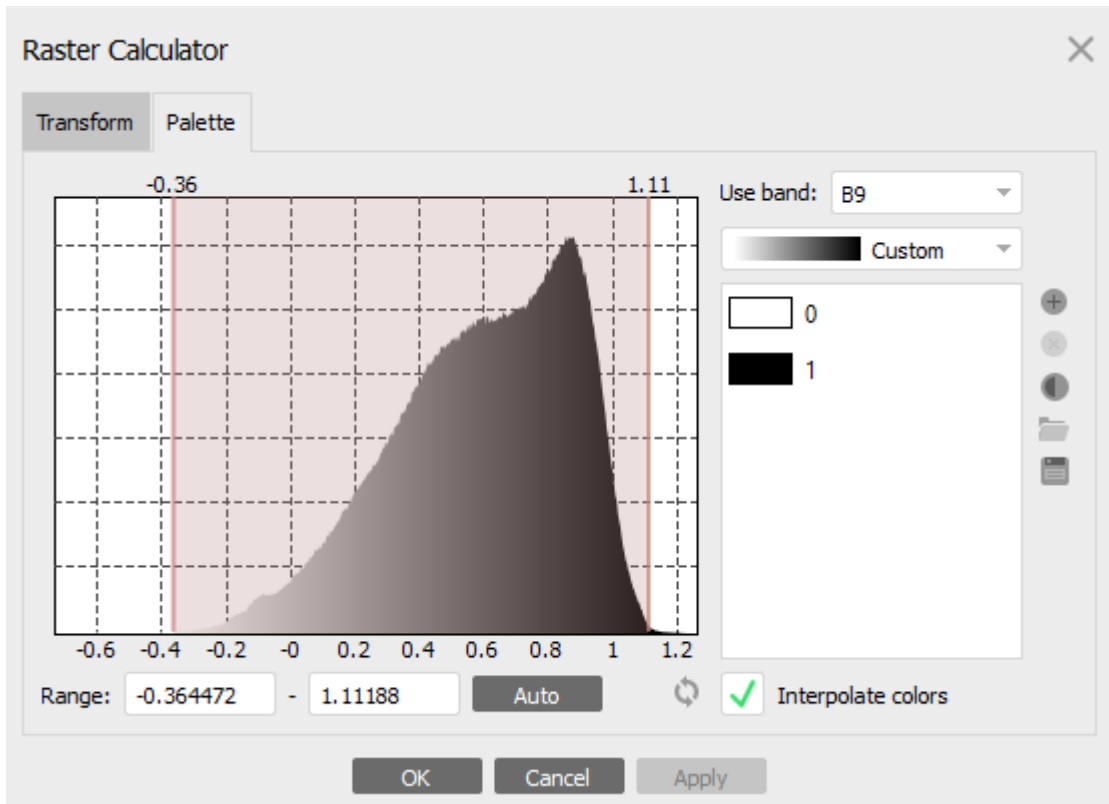 Raster Calculator
Transform Palette
-0.36 1.11
Use band: B9
Custom
0
1
-0.6 -0.4 -0.2 -0 0.2 0.4 0.6 0.8 1 1.2
Range: -0.364472 - 1.11188 Auto
Interpolate colors
OK Cancel Apply